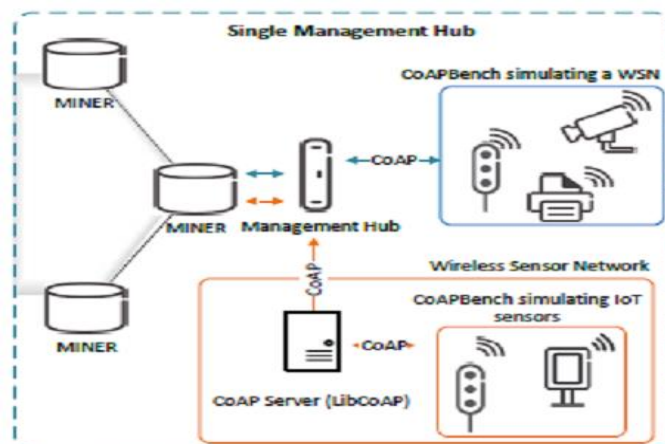 Single Management Hub
CoAPBench simulating a WSN
MINER
CoAP
MINER
Management Hub
CoAP
Wireless Sensor Network
CoAPBench simulating IoT
sensors
MINER
CoAP
CoAP Server (LibCoAP)